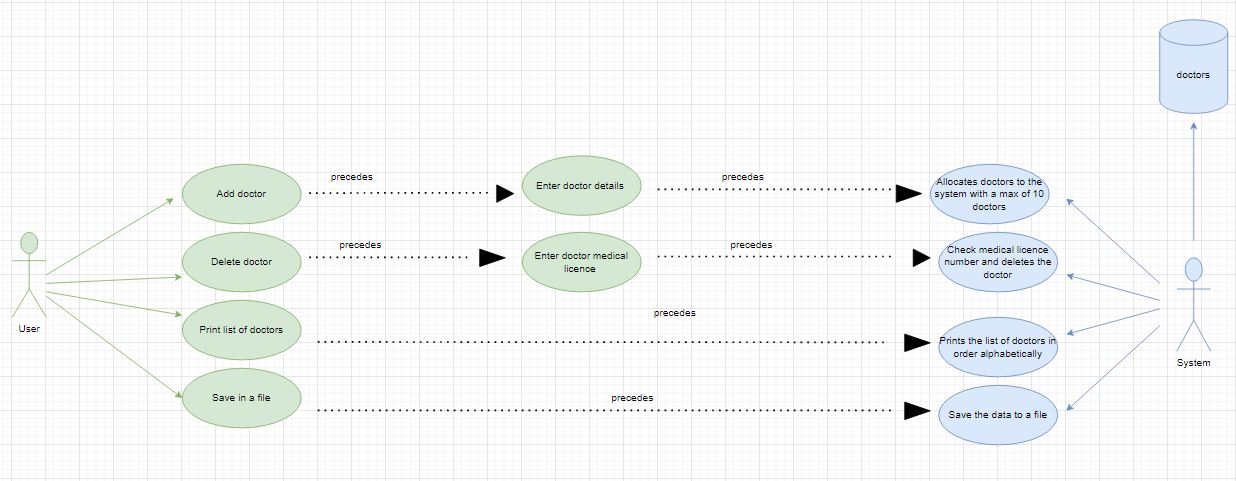 doctors
precedes
precedes
Add doctor
Enter doctor details
Allocates doctors to the
system with a max of 10
doctors
precedes
precedes
Delete doctor
Enter doctor medical
licence
Check medical licence
number and deletes the
doctor
precedes
User
Print list of doctors
Prints the list of doctors in
order alphabetically
System
precedes
Save in a file
Save the data to a file